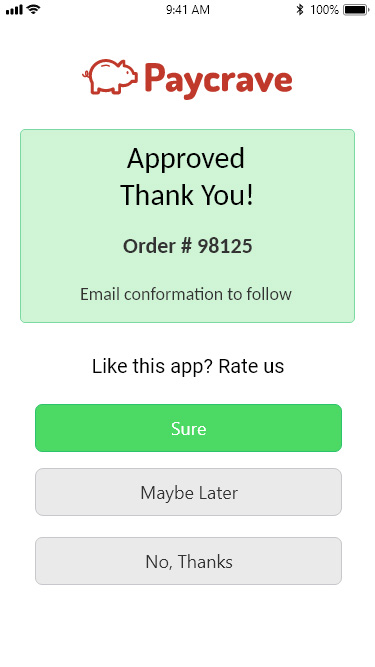 9:41 AM 100%
Paycrave
Approved
Thank You!
Order # 98125
Email conformation to follow
Like this app? Rate us
Sure
Maybe Later
No, Thanks